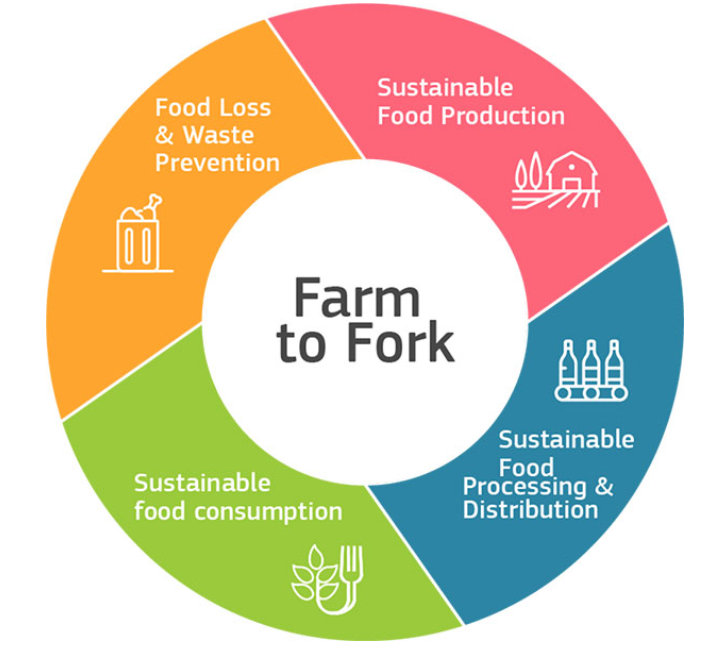 Food Loss
& Waste
Prevention
Sustainable
Food Production
Farm
to Fork
Sustainable
Food
Processing &
Distribution
Sustainable
food consumption